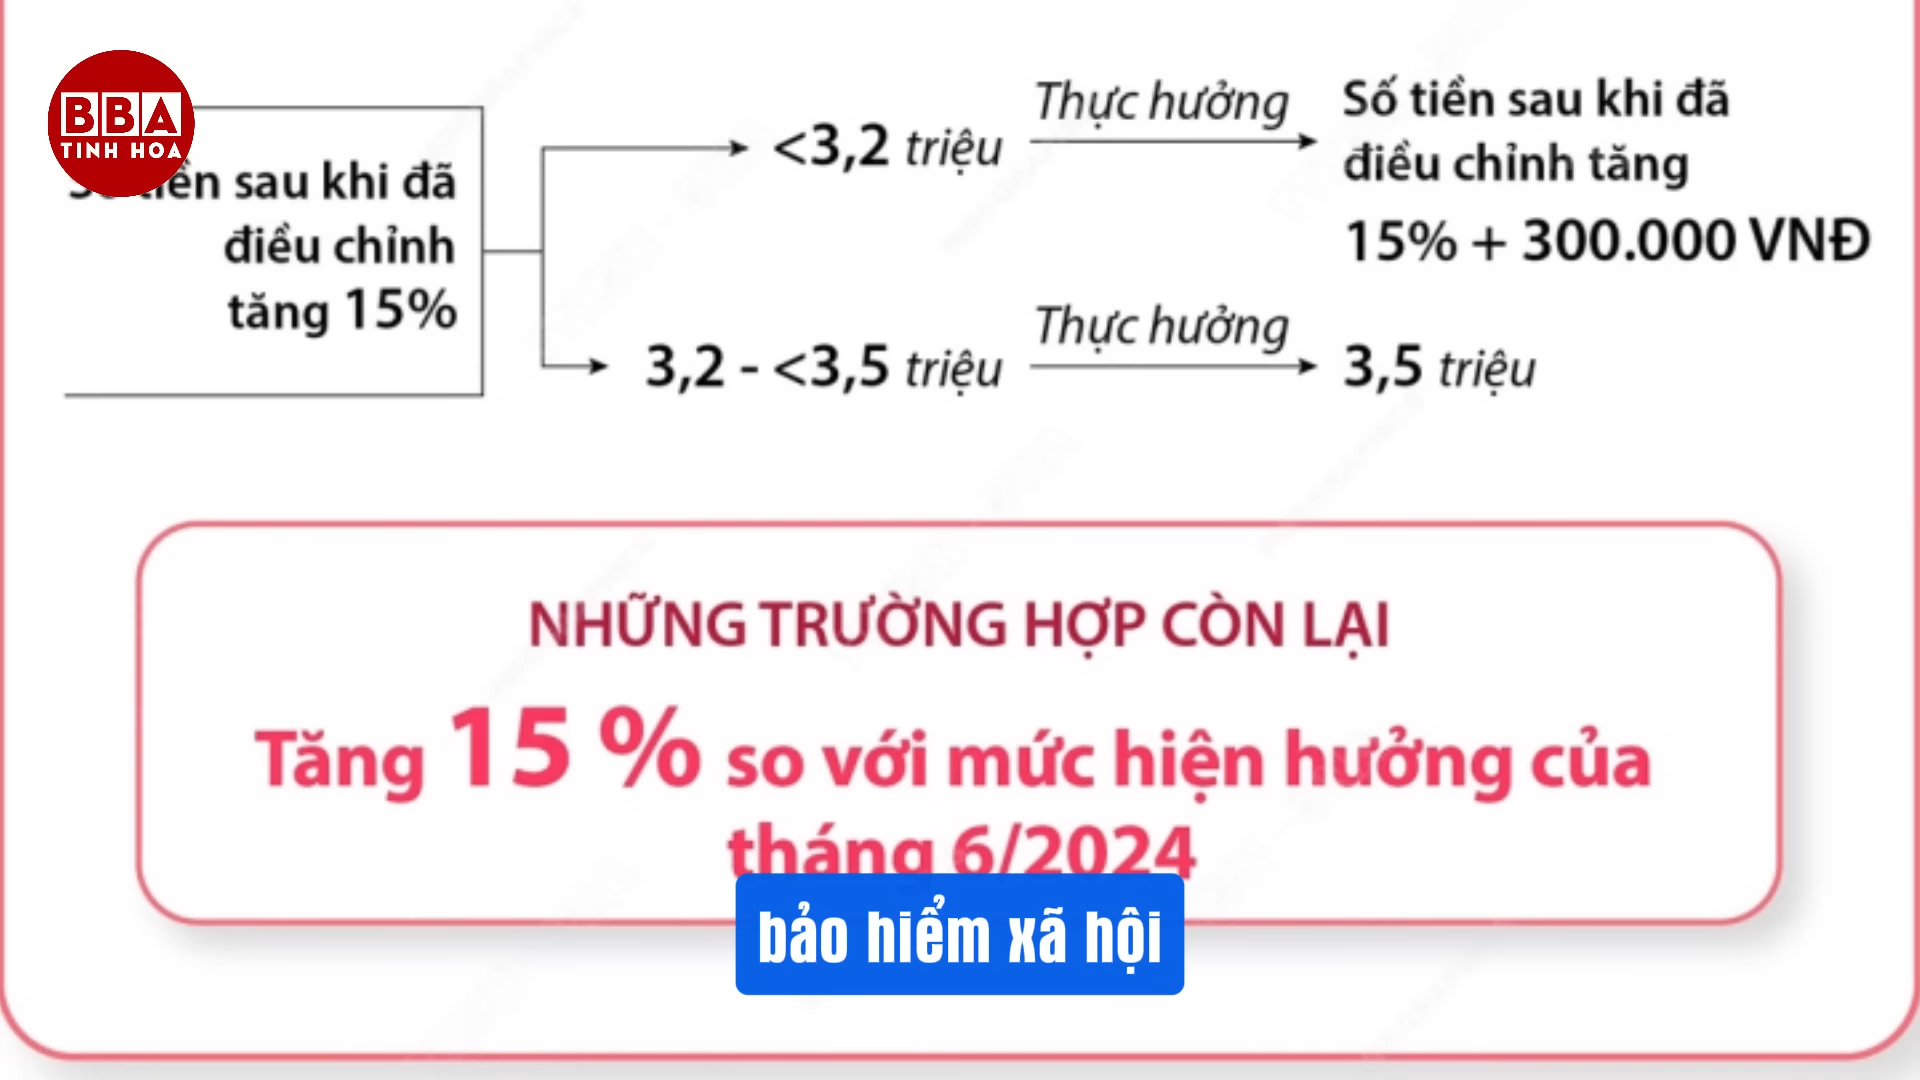 BBA
TINH HOA
tiền sau khi đã
điều chỉnh
tăng 15%
<3,2 triệu
Thực hưởng
Số tiền sau khi đã
điều chỉnh tăng
15% + 300.000 VNĐ
3,2 - <3,5 triệu
Thực hưởng
3,5 triệu
NHỮNG TRƯỜNG HỢP CÒN LẠI
Tăng 15 % so với mức hiện hưởng của
tháng 6/2024
bảo hiểm xã hội